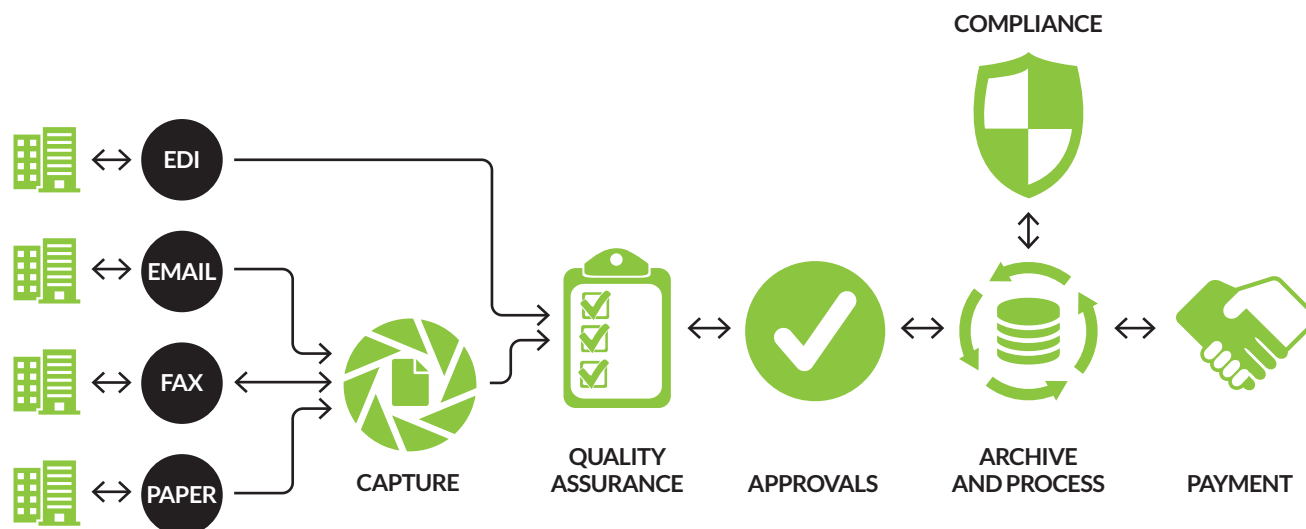 COMPLIANCE
EDI
EMAIL
FAX
PAPER
CAPTURE
QUALITY
ASSURANCE
APPROVALS
ARCHIVE
AND PROCESS
PAYMENT